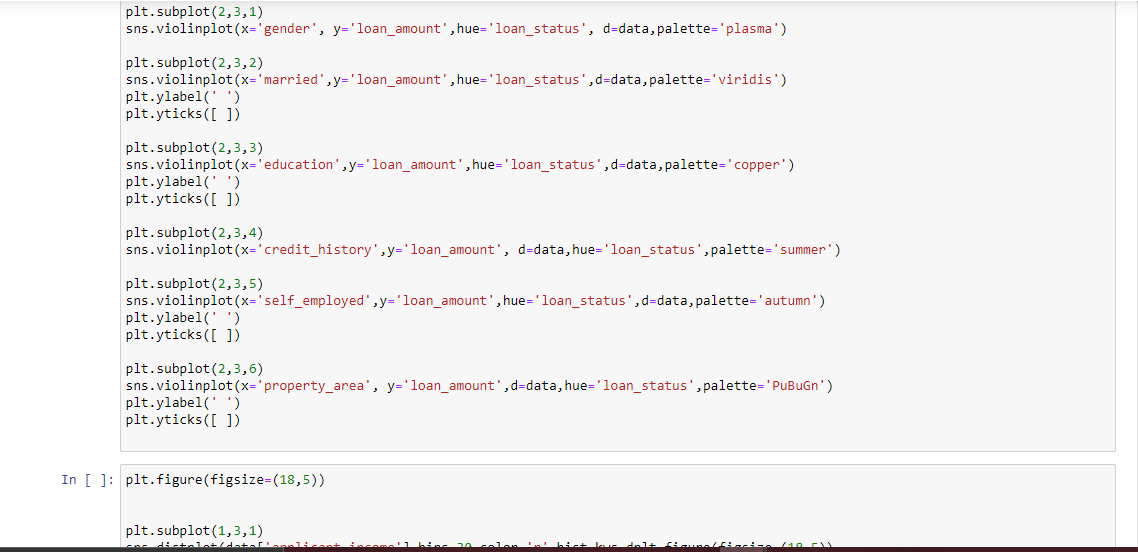 plt.subplot(2,3,1)
sns.violinplot(x='gender', y='loan_amount',hue='loan_status', d=data,palette='plasma')
plt.subplot(2,3,2)
sns.violinplot(x='married',y='loan_amount',hue='loan_status',d=data,palette='viridis')
plt.ylabel(' ')
plt.yticks([ ])
plt.subplot(2,3,3)
sns.violinplot(x='education',y='loan_amount',hue='loan_status',d=data,palette='copper')
plt.ylabel(' ')
plt.yticks([ ])
plt.subplot(2,3,4)
sns.violinplot(x='credit_history',y='loan_amount', d=data,hue='loan_status',palette='summer')
plt.subplot(2,3,5)
sns.violinplot(x='self_employed',y='loan_amount',hue='loan_status',d=data,palette='autumn')
plt.ylabel(' ')
plt.yticks([ ])
plt.subplot(2,3,6)
sns.violinplot(x='property_area', y='loan_amount',d=data,hue='loan_status',palette='PuBuGn')
plt.ylabel(' ')
plt.yticks([ ])
In [ ]: plt.figure(figsize=(18,5))
plt.subplot(1,3,1)